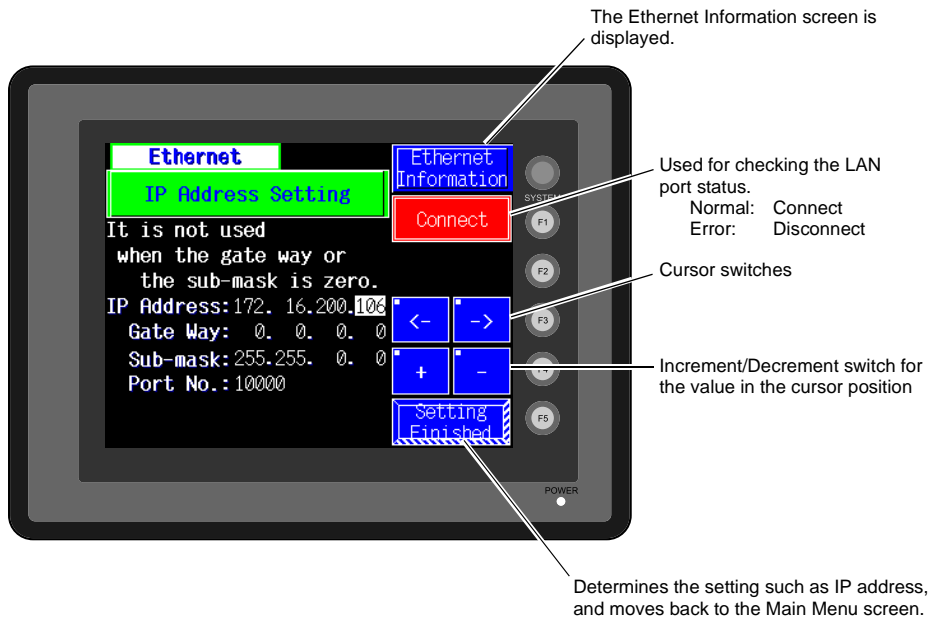 The Ethernet Information screen is
displayed.
Ethernet
IP Address Setting
It is not used
when the gate way or
the sub-mask is zero.
IP Address: 172. 16.200.106
Gate Way: 0. 0. 0. 0
Sub-mask: 255.255. 0. 0
Port No.: 10000
Ethernet
Information
Connect
<-
->
+
-
Setting
Finished
SYSTEM
F1
F2
F3
F4
F5
POWER
Used for checking the LAN
port status.
Normal: Connect
Error: Disconnect
Cursor switches
Increment/Decrement switch for
the value in the cursor position
Determines the setting such as IP address,
and moves back to the Main Menu screen.